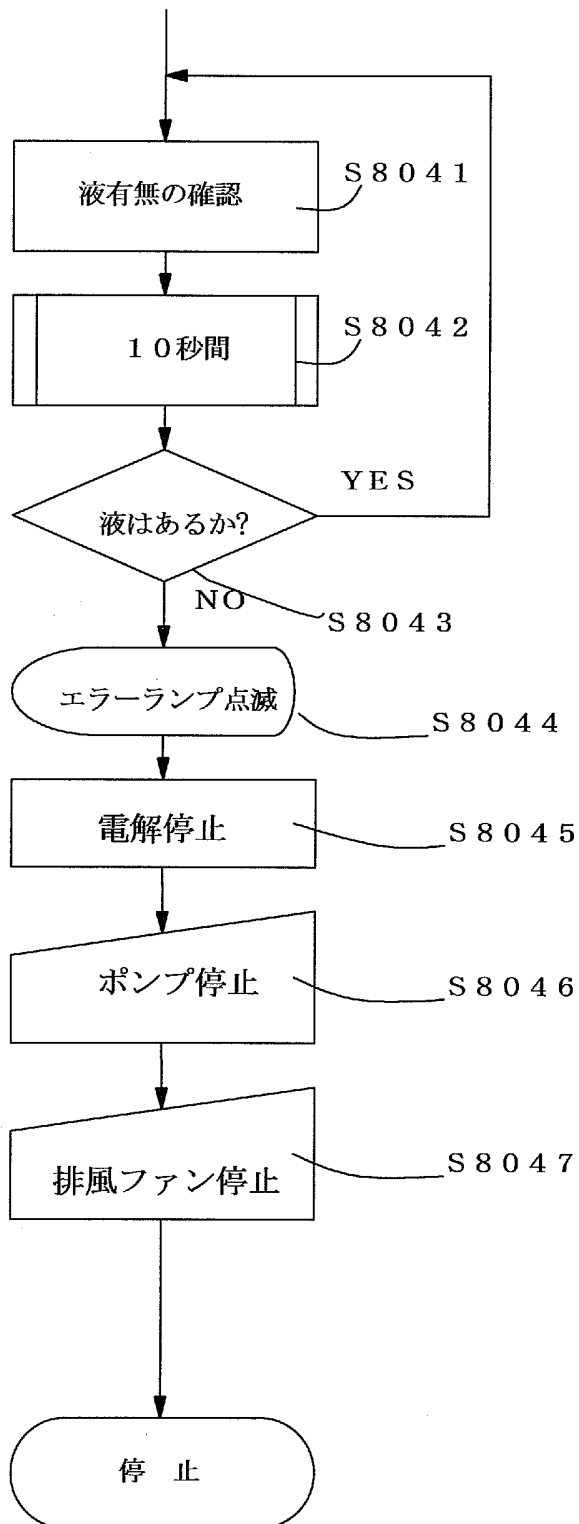 液有無の確認
S8041
10秒間
S8042
液はあるか?
YES
NO
S8043
エラーランプ点滅
S8044
電解停止
S8045
ポンプ停止
S8046
排風ファン停止
S8047
停 止